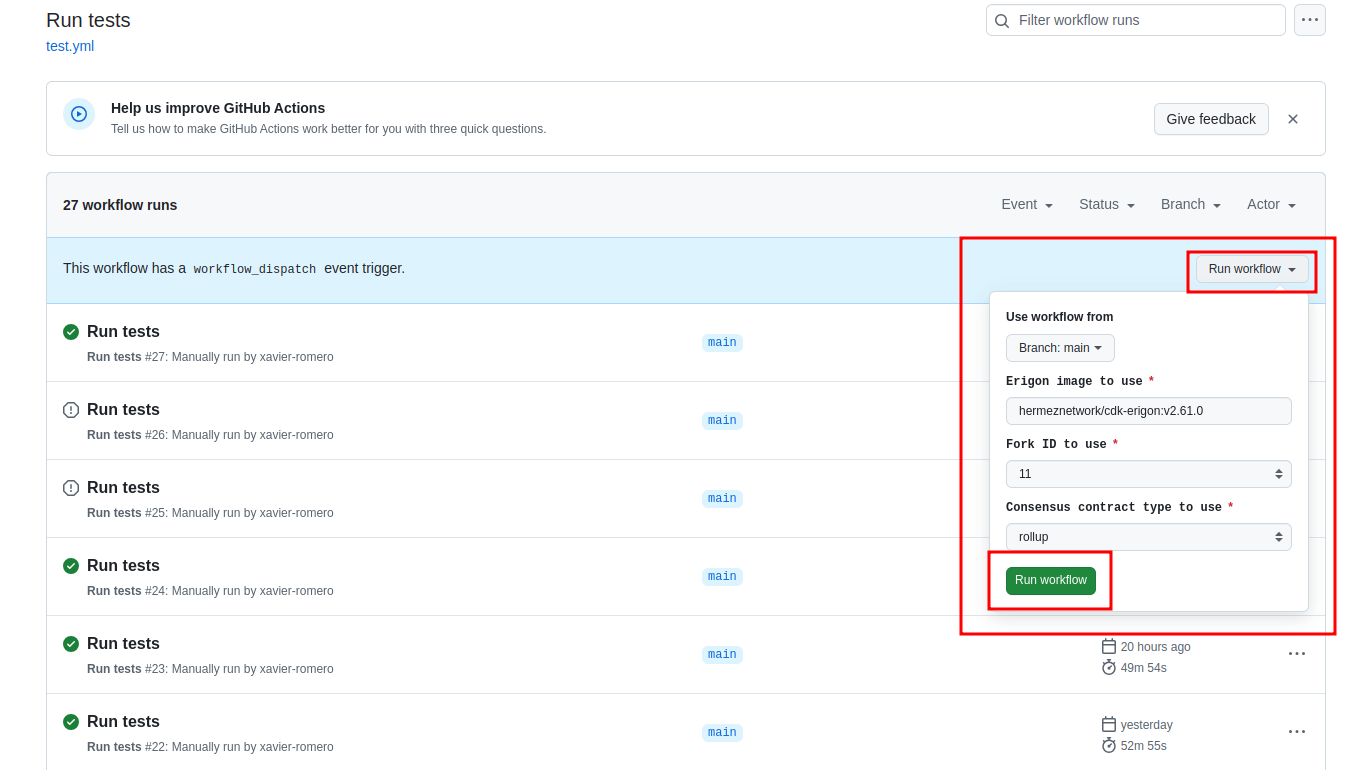 Run tests
Filter workflow runs
test.yml
Help us improve GitHub Actions
Tell us how to make GitHub Actions work better for you with three quick questions.
Give feedback
27 workflow runs
Event
Status
Branch
Actor
This workflow has a workflow_dispatch event trigger.
Run workflow
Use workflow from
Branch: main
Erigon image to use *
hermeznetwork/cdk-erigon:v2.61.0
Fork ID to use *
11
Consensus contract type to use *
rollup
Run workflow
Run tests
Run tests #27: Manually run by xavier-romero
main
Run tests
Run tests #26: Manually run by xavier-romero
main
Run tests
Run tests #25: Manually run by xavier-romero
main
Run tests
Run tests #24: Manually run by xavier-romero
main
Run tests
Run tests #23: Manually run by xavier-romero
main
20 hours ago
49m 54s
Run tests
Run tests #22: Manually run by xavier-romero
main
yesterday
52m 55s